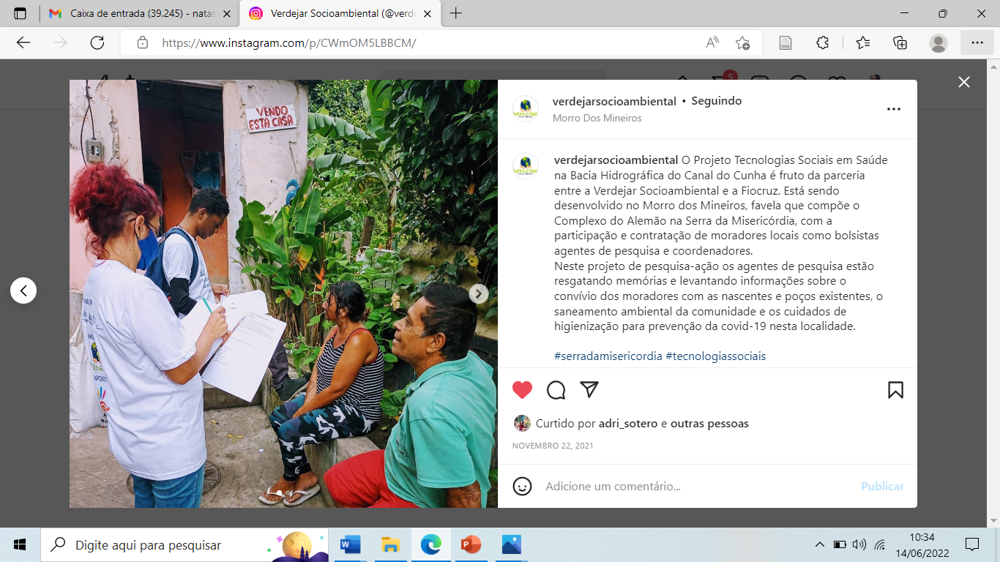 Caixa de entrada (39.245) - natas
Verdejar Socioambiental (@verde
https://www.instagram.com/p/CWmOM5LBBCM/
5
VENDO
ESTA CASA
verdejarsocioambiental • Seguindo
Morro Dos Mineiros
verdejarsocioambiental O Projeto Tecnologias Sociais em Saúde
na Bacia Hidrográfica do Canal do Cunha é fruto da parceria
entre a Verdejar Socioambiental e a Fiocruz. Está sendo
desenvolvido no Morro dos Mineiros, favela que compõe o
Complexo do Alemão na Serra da Misericórdia, com a
participação e contratação de moradores locais como bolsistas
agentes de pesquisa e coordenadores.
Neste projeto de pesquisa-ação os agentes de pesquisa estão
resgatando memórias e levantando informações sobre o
convívio dos moradores com as nascentes e poços existentes, o
saneamento ambiental da comunidade e os cuidados de
higienização para prevenção da covid-19 nesta localidade.
#serradamisericordia #tecnologiassociais
Curtido por adri_sotero e outras pessoas
NOVEMBRO 22, 2021
Adicione um comentário...
Publicar
Digite aqui para pesquisar
10:34
14/06/2022